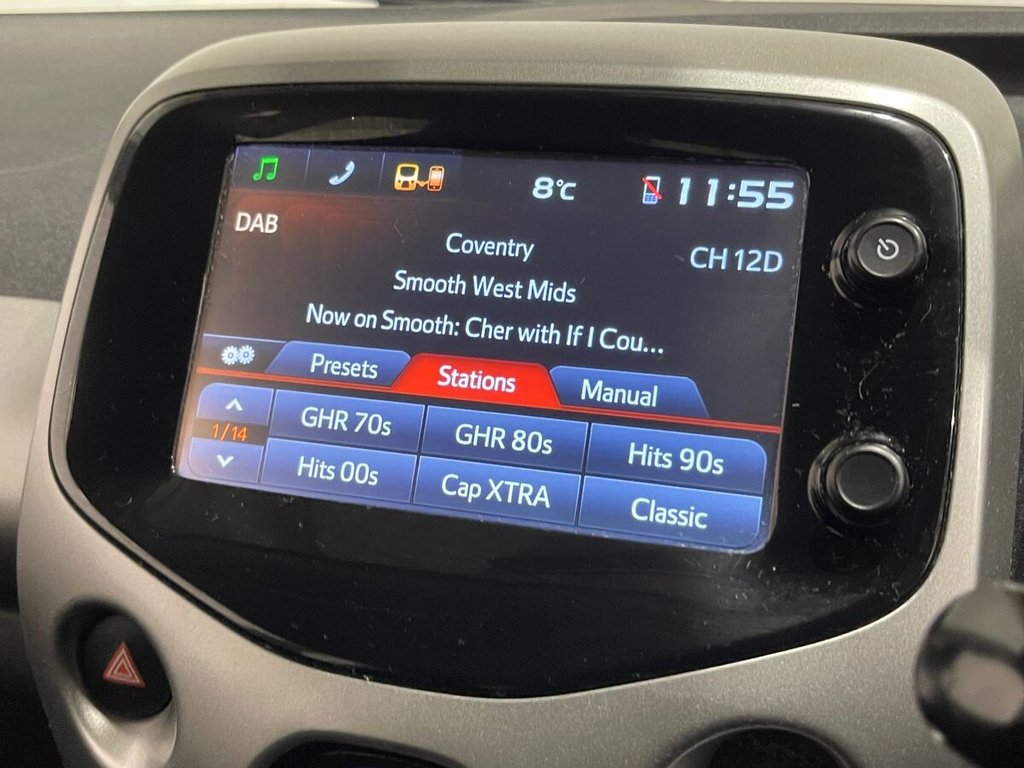 8°C 11:55
DAB
Coventry CH 12D
Smooth West Mids
Now on Smooth: Cher with If I Cou...
Presets Stations Manual
1/14 GHR 70s GHR 80s Hits 90s
Hits 00s Cap XTRA Classic